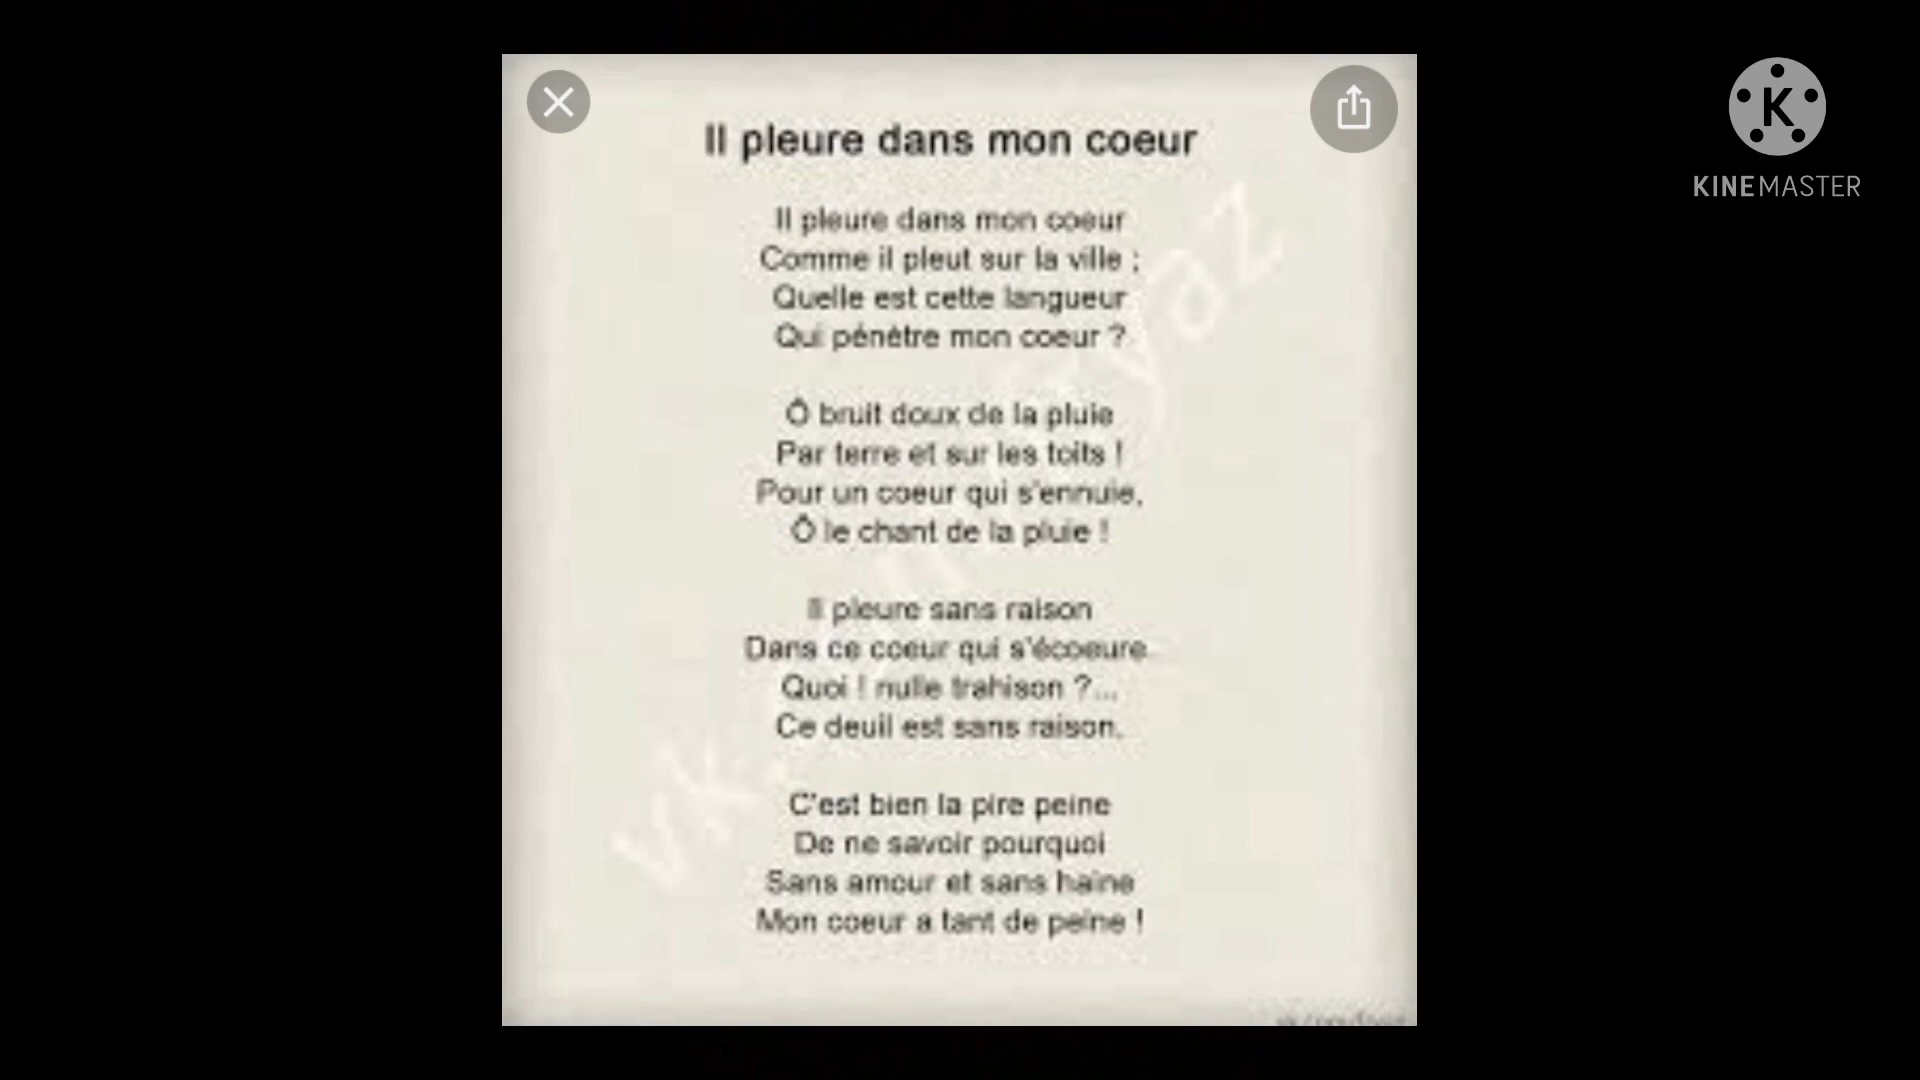 Il pleure dans mon coeur
Il pleure dans mon coeur
Comme il pleut sur la ville ;
Quelle est cette langueur
Qui pénètre mon coeur ?
Ô bruit doux de la pluie
Par terre et sur les toits !
Pour un coeur qui s'ennuie,
Ô le chant de la pluie !
Il pleure sans raison
Dans ce coeur qui s'écoeure.
Quoi ! nulle trahison ?...
Ce deuil est sans raison.
C'est bien la pire peine
De ne savoir pourquoi
Sans amour et sans haine
Mon coeur a tant de peine !
K
KINEMASTER